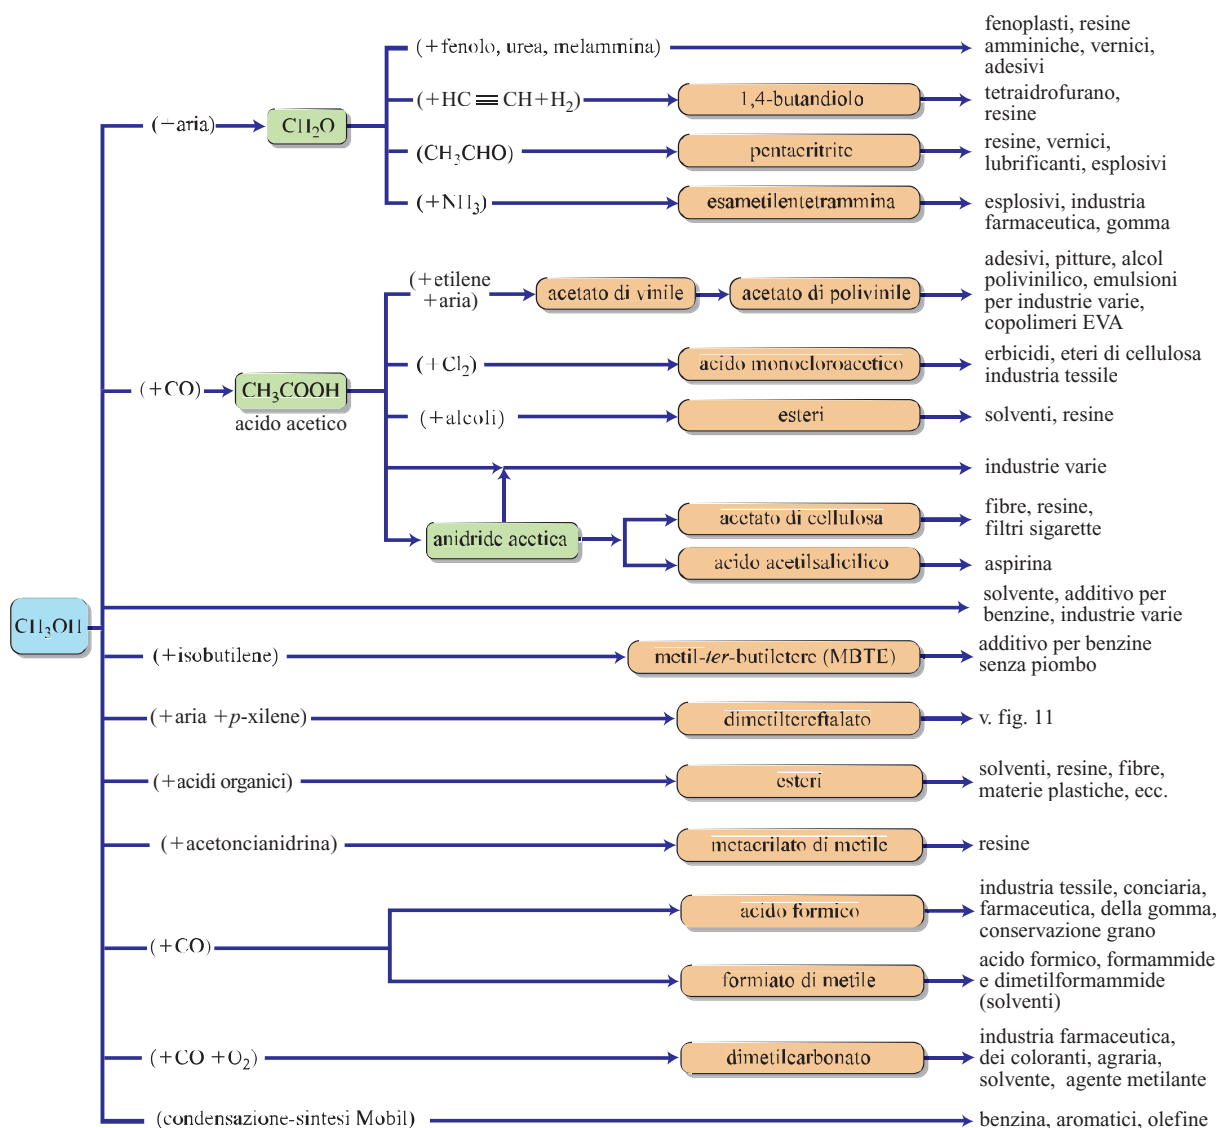 fenoplasti, resine
amminiche, vernici,
adesivi
(+fenolo, urea, melammina)
(+HC≡CH+H₂)
1,4-butandiolo
tetraidrofurano,
resine
(+aria)
CH₂O
(CH₃CHO)
pentaeritrite
resine, vernici,
lubrificanti, esplosivi
(+NH₃)
esametilentetrammina
esplosivi, industria
farmaceutica, gomma
(+etilene
+aria)
acetato di vinile
acetato di polivinile
adesivi, pitture, alcol
polivinilico, emulsioni
per industrie varie,
copolimeri EVA
(+Cl₂)
acido monocloroacetico
erbicidi, eteri di cellulosa
industria tessile
(+CO)
CH₃COOH
acido acetico
(+alcoli)
esteri
solventi, resine
industrie varie
anidride acetica
acetato di cellulosa
fibre, resine,
filtri sigarette
acido acetilsalicilico
aspirina
CH₃OH
solvente, additivo per
benzine, industrie varie
(+isobutilene)
metil-ter-butiletere (MBTE)
additivo per benzine
senza piombo
(+aria +p-xilene)
dimetiltereftalato
v. fig. 11
(+acidi organici)
esteri
solventi, resine, fibre,
materie plastiche, ecc.
(+acetoncianidrina)
metacrilato di metile
resine
(+CO)
acido formico
industria tessile, conciaria,
farmaceutica, della gomma,
conservazione grano
formiato di metile
acido formico, formammide
e dimetilformammide
(solventi)
(+CO +O₂)
dimetilcarbonato
industria farmaceutica,
dei coloranti, agraria,
solvente, agente metilante
(condensazione-sintesi Mobil)
benzina, aromatici, olefine